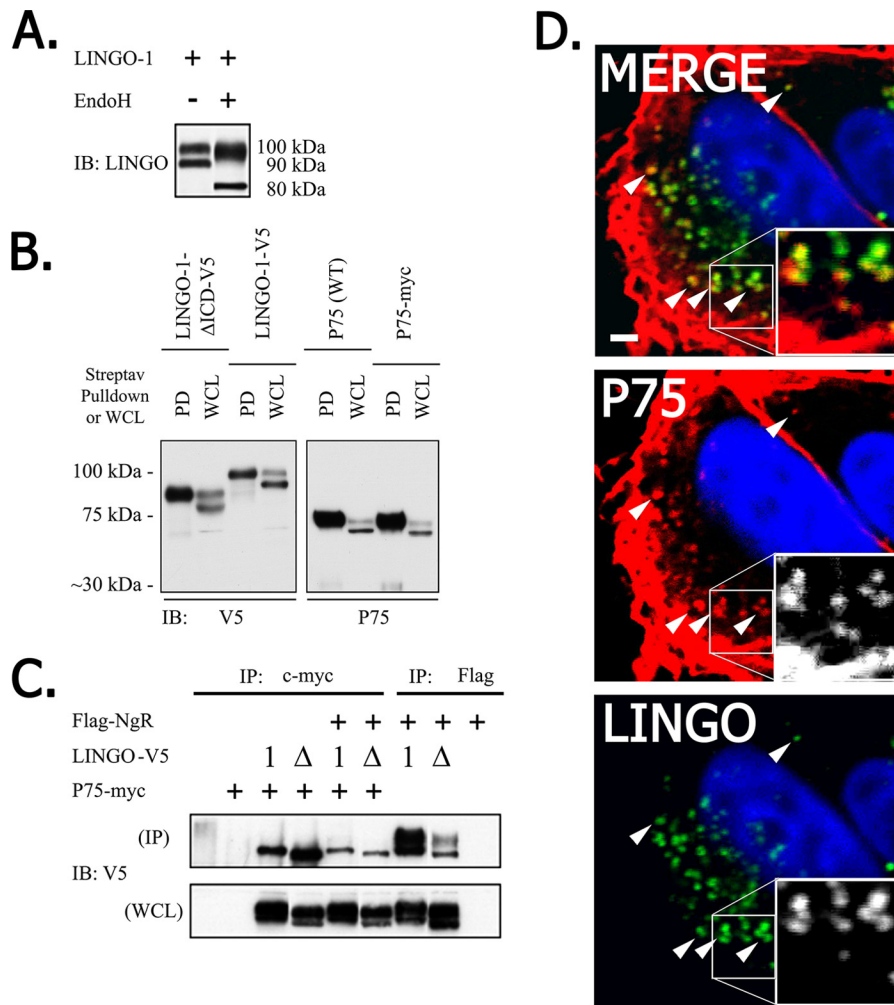 A.
LINGO-1 + +
EndoH - +
IB: LINGO
100 kDa
90 kDa
80 kDa
B.
LINGO-1-
ΔICD-V5
LINGO-1-V5
P75 (WT)
P75-myc
Streptav
Pulldown
or WCL
PD WCL PD WCL PD WCL PD WCL
100 kDa -
75 kDa -
~30 kDa -
IB: V5 P75
C.
IP: c-myc IP: Flag
Flag-NgR + + + + +
LINGO-V5 1 Δ 1 Δ 1 Δ
P75-myc + + + + +
(IP)
IB: V5
(WCL)
D.
MERGE
P75
LINGO